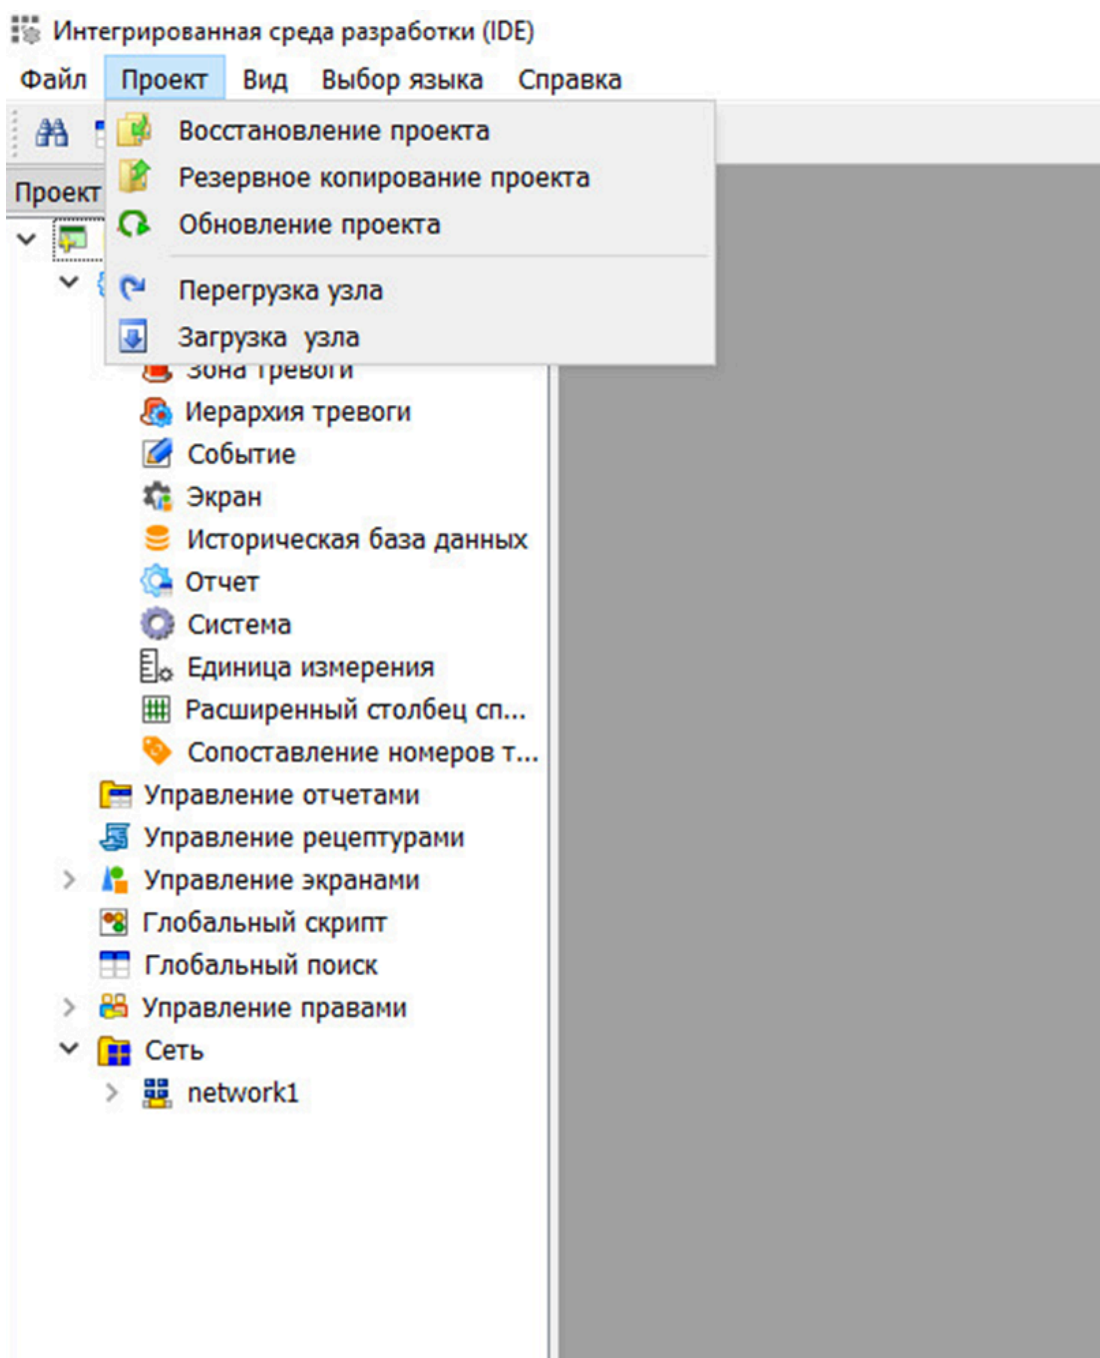 Интегрированная среда разработки (IDE)
Файл Проект Вид Выбор языка Справка
Восстановление проекта
Резервное копирование проекта
Проект
Обновление проекта
Перегрузка узла
Загрузка узла
Зона тревоги
Иерархия тревоги
Событие
Экран
Историческая база данных
Отчет
Система
Единица измерения
Расширенный столбец сп...
Сопоставление номеров т...
Управление отчетами
Управление рецептурами
Управление экранами
Глобальный скрипт
Глобальный поиск
Управление правами
Сеть
network1